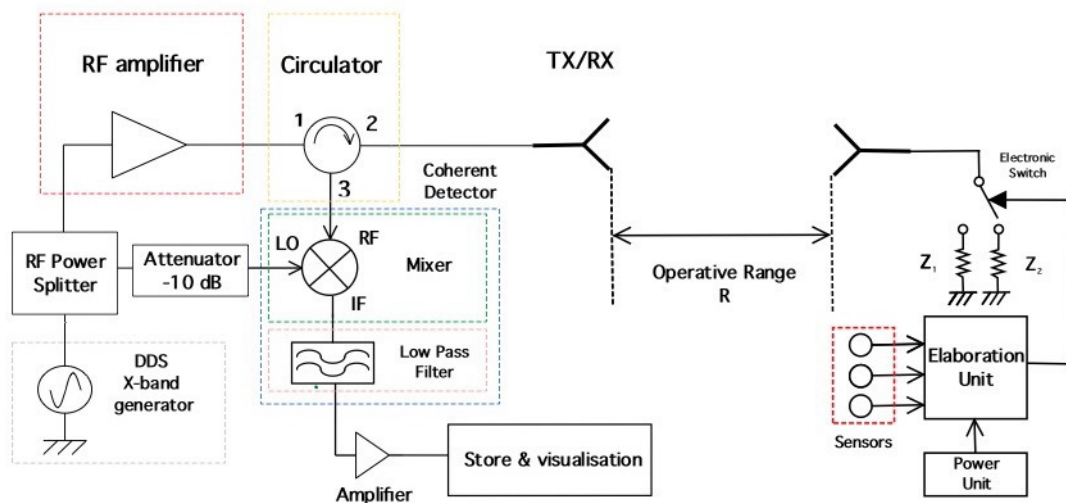 RF amplifier
Circulator
TX/RX
1
2
3
Coherent
Detector
Electronic
Switch
RF Power
Splitter
Attenuator
-10 dB
LO
RF
IF
Mixer
Operative Range
R
Z1
Z2
DDS
X-band
generator
Low Pass
Filter
Elaboration
Unit
Sensors
Amplifier
Store & visualisation
Power
Unit